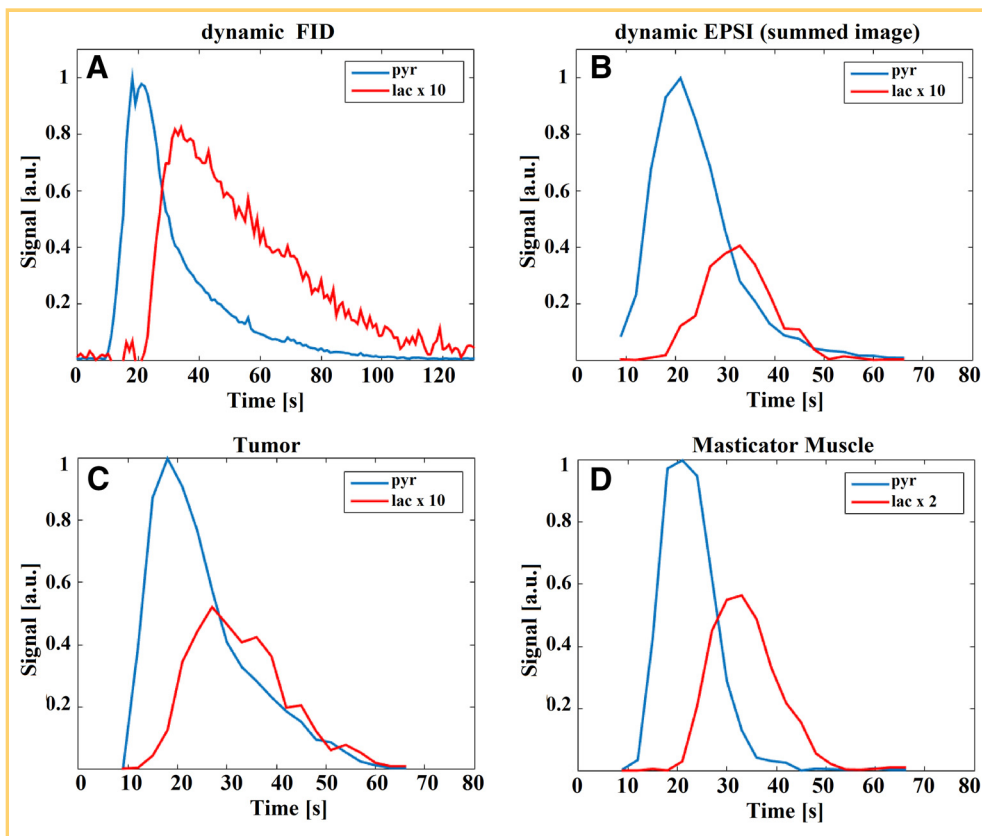 dynamic FID
A
pyr
lac x 10
1
0.8
0.6
0.4
0.2
Signal [a.u.]
0 20 40 60 80 100 120
Time [s]
dynamic EPSI (summed image)
B
pyr
lac x 10
1
0.8
0.6
0.4
0.2
Signal [a.u.]
0 10 20 30 40 50 60 70 80
Time [s]
Tumor
C
pyr
lac x 10
1
0.8
0.6
0.4
0.2
Signal [a.u.]
0 10 20 30 40 50 60 70 80
Time [s]
Masticator Muscle
D
pyr
lac x 2
1
0.8
0.6
0.4
0.2
Signal [a.u.]
0 10 20 30 40 50 60 70 80
Time [s]